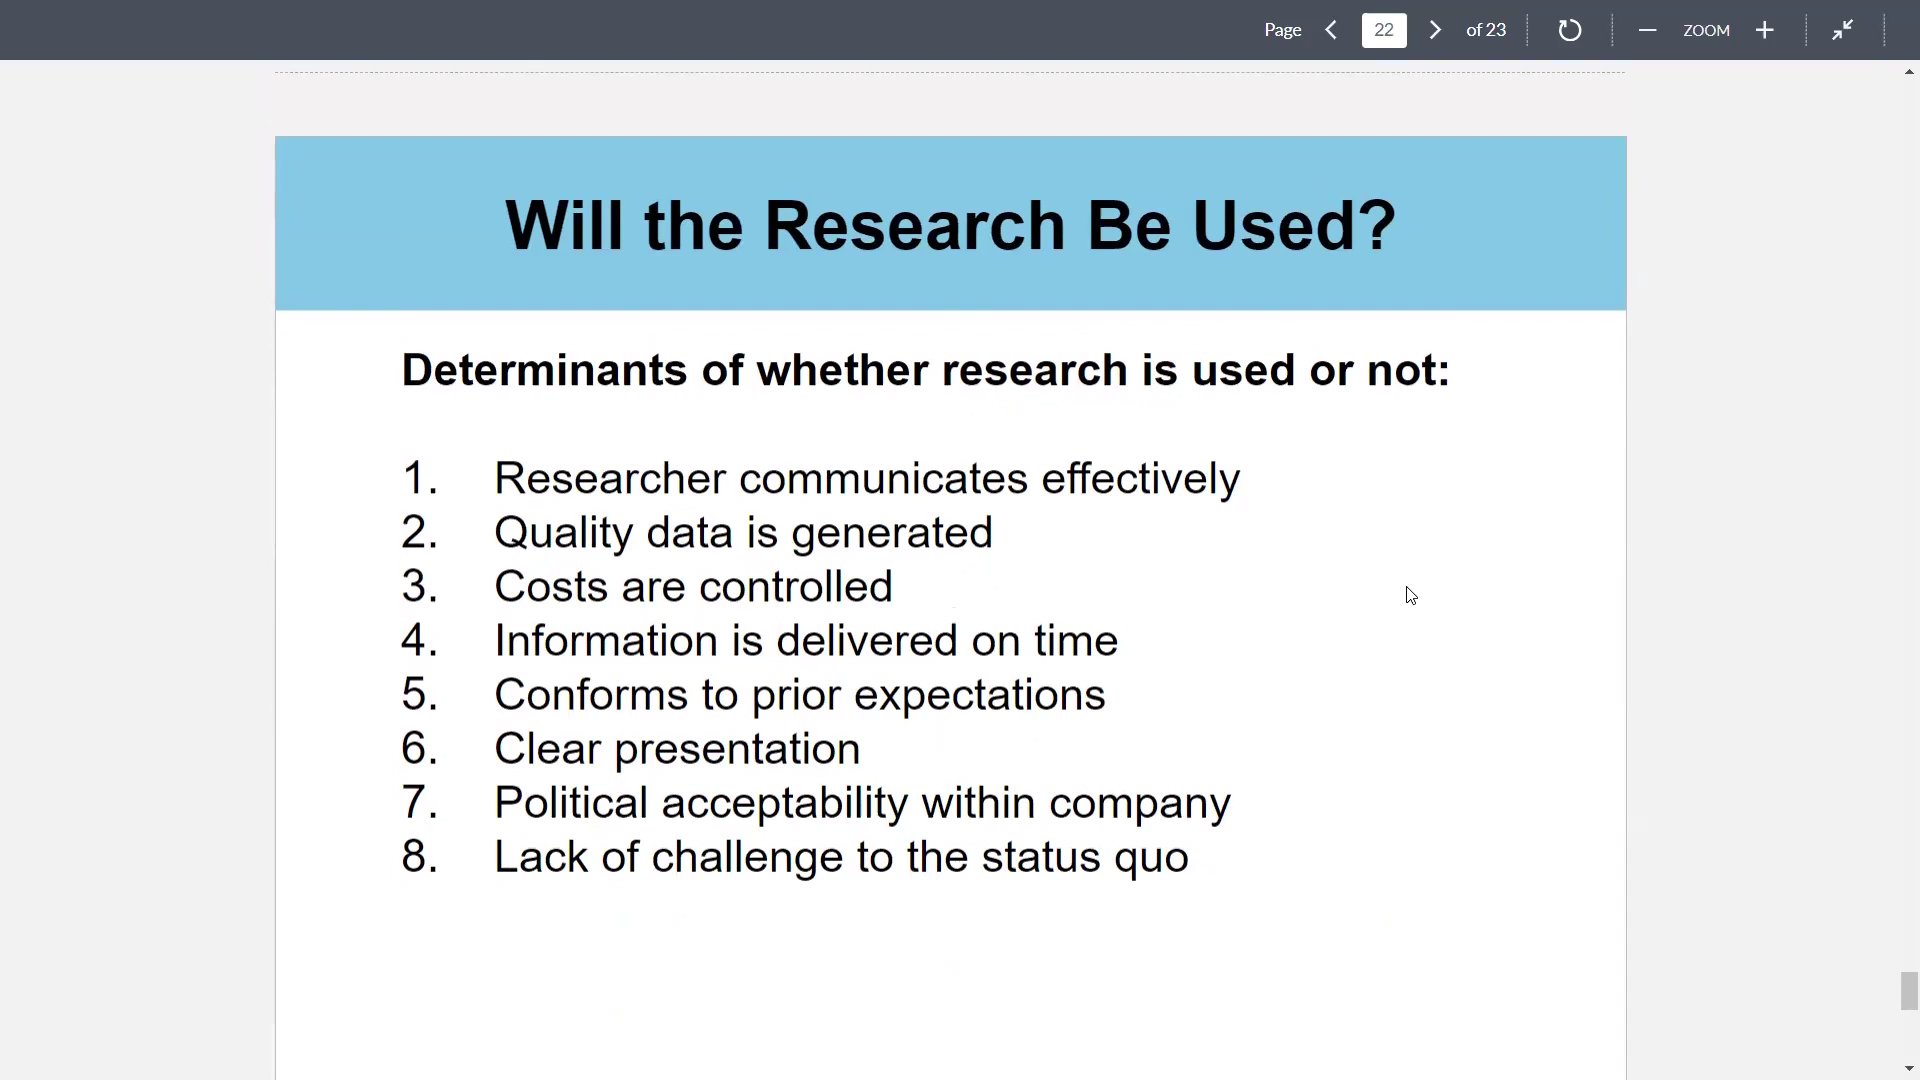 Page 22 of 23 ZOOM
Will the Research Be Used?
Determinants of whether research is used or not:
1. Researcher communicates effectively
2. Quality data is generated
3. Costs are controlled
4. Information is delivered on time
5. Conforms to prior expectations
6. Clear presentation
7. Political acceptability within company
8. Lack of challenge to the status quo